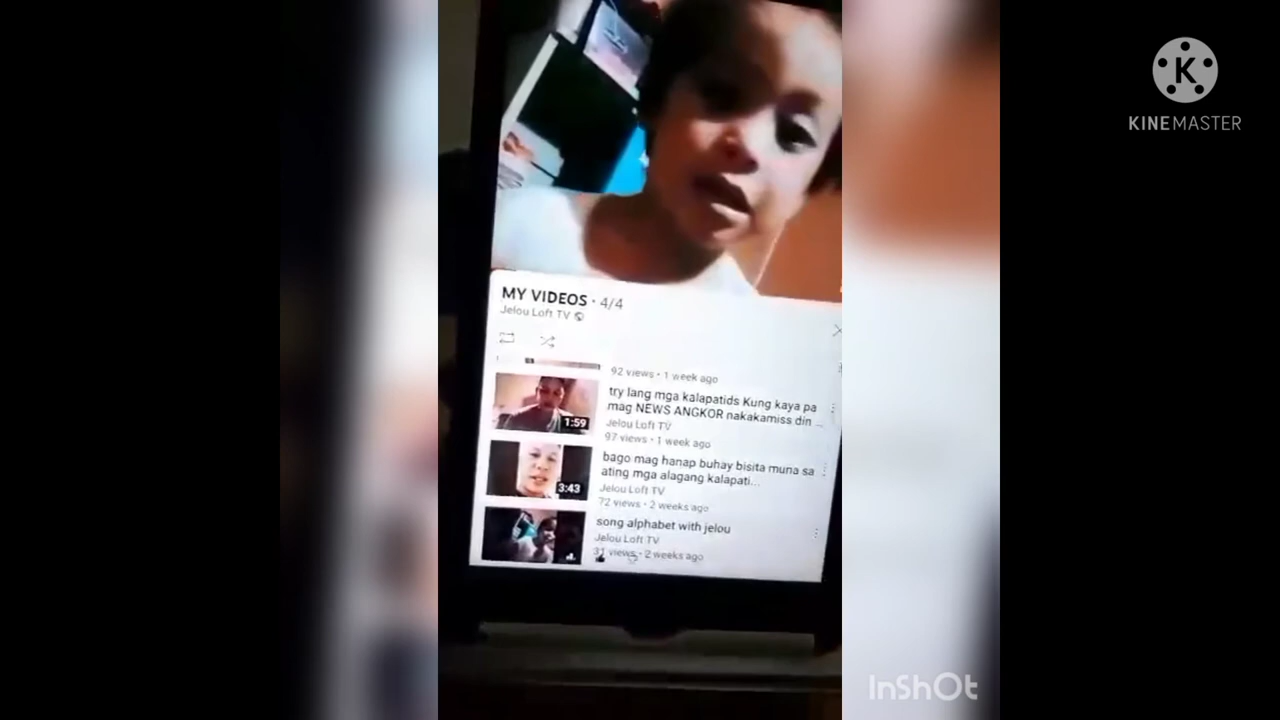 KINEMASTER
MY VIDEOS · 4/4
Jelou Loft TV
92 views • 1 week ago
try lang mga kalapatids Kung kaya pa
mag NEWS ANGKOR nakakamiss din ...
Jelou Loft TV
97 views • 1 week ago
1:59
bago mag hanap buhay bisita muna sa
ating mga alagang kalapati...
Jelou Loft TV
72 views • 2 weeks ago
3:43
song alphabet with jelou
Jelou Loft TV
31 views • 2 weeks ago
InShOt